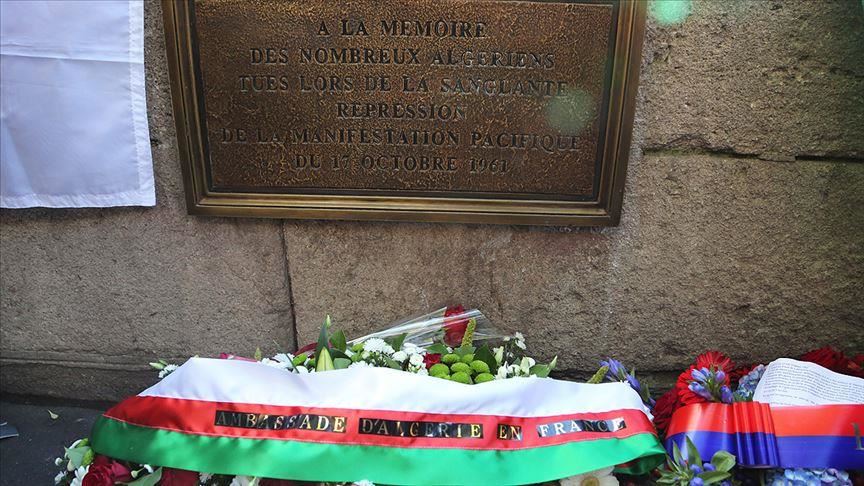 A LA MEMOIRE
DES NOMBREUX ALGERIENS
TUES LORS DE LA SANGLANTE
REPRESSION
DE LA MANIFESTATION PACIFIQUE
DU 17 OCTOBRE 1961
AMBASSADE D'ALGERIE EN FRANCE